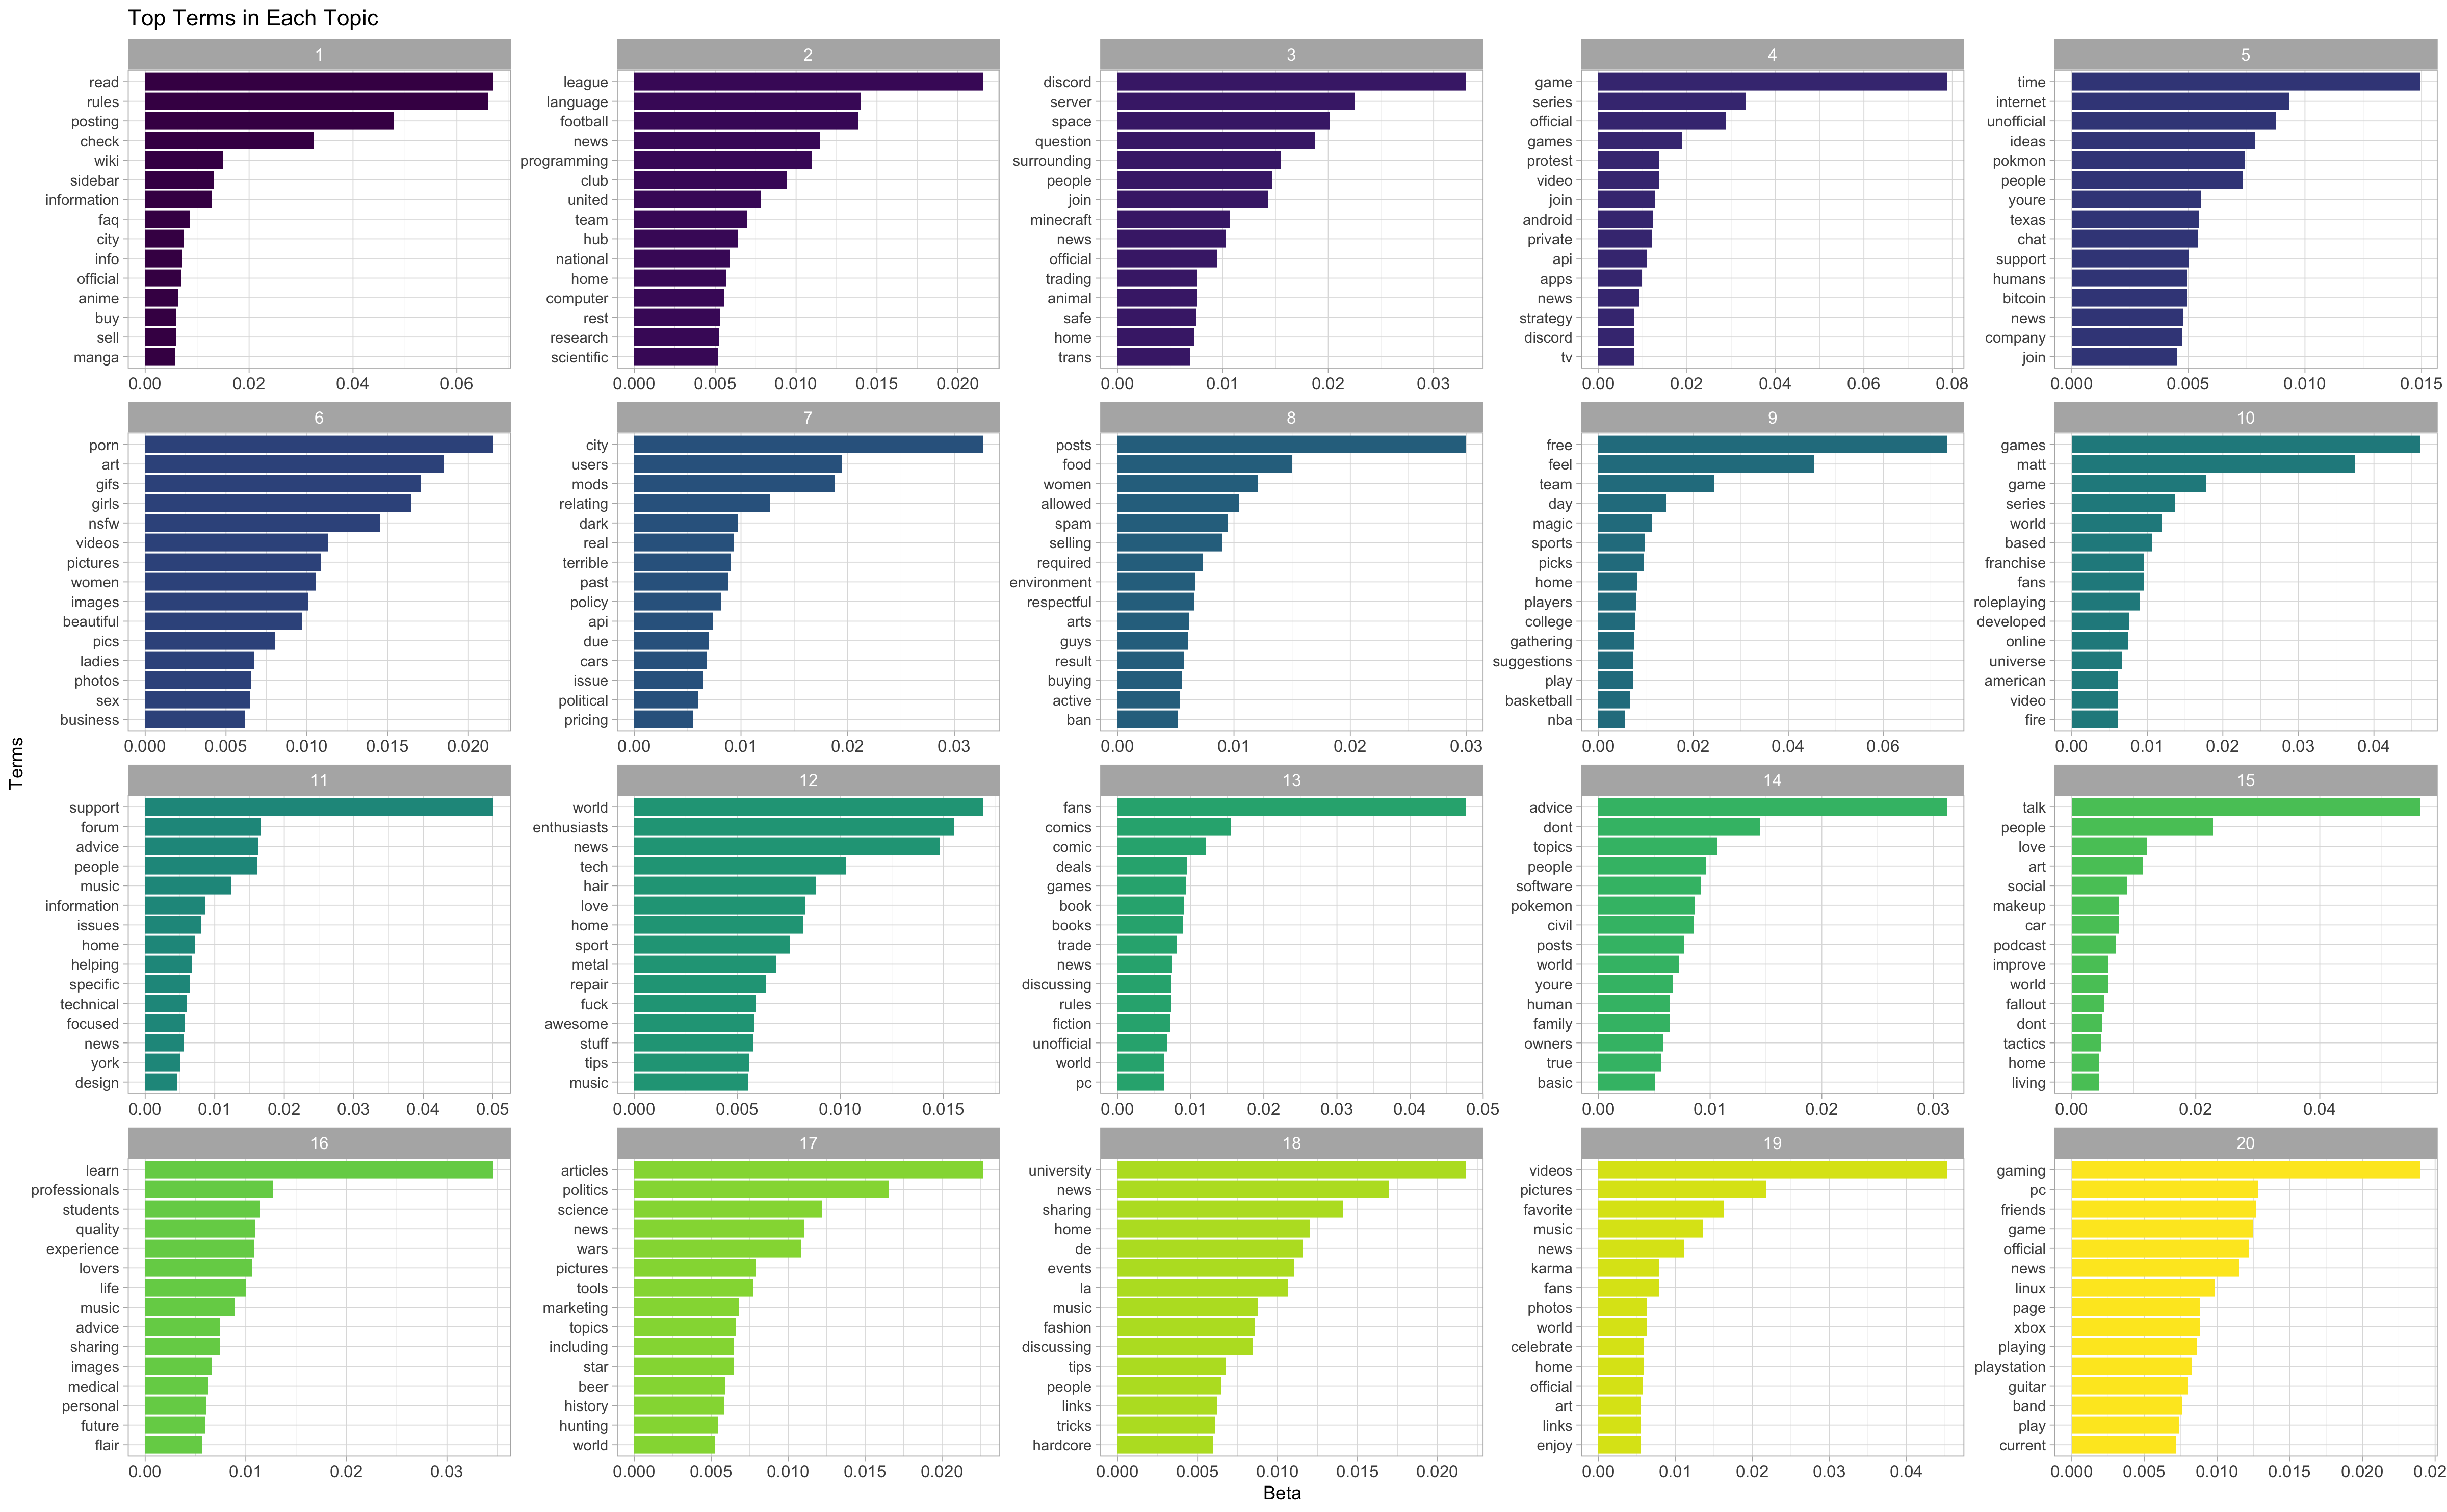 Top Terms in Each Topic
Terms
1
read
rules
posting
check
wiki
sidebar
information
faq
city
info
official
anime
buy
sell
manga
0.00 0.02 0.04 0.06
2
league
language
football
news
programming
club
united
team
hub
national
home
computer
rest
research
scientific
0.000 0.005 0.010 0.015 0.020
3
discord
server
space
question
surrounding
people
join
minecraft
news
official
trading
animal
safe
home
trans
0.00 0.01 0.02 0.03
4
game
series
official
games
protest
video
join
android
private
api
apps
news
strategy
discord
tv
0.00 0.02 0.04 0.06 0.08
5
time
internet
unofficial
ideas
pokmon
people
youre
texas
chat
support
humans
bitcoin
news
company
join
0.000 0.005 0.010 0.015
6
porn
art
gifs
girls
nsfw
videos
pictures
women
images
beautiful
pics
ladies
photos
sex
business
0.000 0.005 0.010 0.015 0.020
7
city
users
mods
relating
dark
real
terrible
past
policy
api
due
cars
issue
political
pricing
0.00 0.01 0.02 0.03
8
posts
food
women
allowed
spam
selling
required
environment
respectful
arts
guys
result
buying
active
ban
0.00 0.01 0.02 0.03
9
free
feel
team
day
magic
sports
picks
home
players
college
gathering
suggestions
play
basketball
nba
0.00 0.02 0.04 0.06
10
games
matt
game
series
world
based
franchise
fans
roleplaying
developed
online
universe
american
video
fire
0.00 0.01 0.02 0.03 0.04
11
support
forum
advice
people
music
information
issues
home
helping
specific
technical
focused
news
york
design
0.00 0.01 0.02 0.03 0.04 0.05
12
world
enthusiasts
news
tech
hair
love
home
sport
metal
repair
fuck
awesome
stuff
tips
music
0.000 0.005 0.010 0.015
13
fans
comics
comic
deals
games
book
books
trade
news
discussing
rules
fiction
unofficial
world
pc
0.00 0.01 0.02 0.03 0.04 0.05
14
advice
dont
topics
people
software
pokemon
civil
posts
world
youre
human
family
owners
true
basic
0.00 0.01 0.02 0.03
15
talk
people
love
art
social
makeup
car
podcast
improve
world
fallout
dont
tactics
home
living
0.00 0.02 0.04
16
learn
professionals
students
quality
experience
lovers
life
music
advice
sharing
images
medical
personal
future
flair
0.00 0.01 0.02 0.03
17
articles
politics
science
news
wars
pictures
tools
marketing
topics
including
star
beer
history
hunting
world
0.000 0.005 0.010 0.015 0.020
18
university
news
sharing
home
de
events
la
music
fashion
discussing
tips
people
links
tricks
hardcore
0.000 0.005 0.010 0.015 0.020
19
videos
pictures
favorite
music
news
karma
fans
photos
world
celebrate
home
official
art
links
enjoy
0.00 0.01 0.02 0.03 0.04
20
gaming
pc
friends
game
official
news
linux
page
xbox
playing
playstation
guitar
band
play
current
0.000 0.005 0.010 0.015 0.020 0.02
Beta